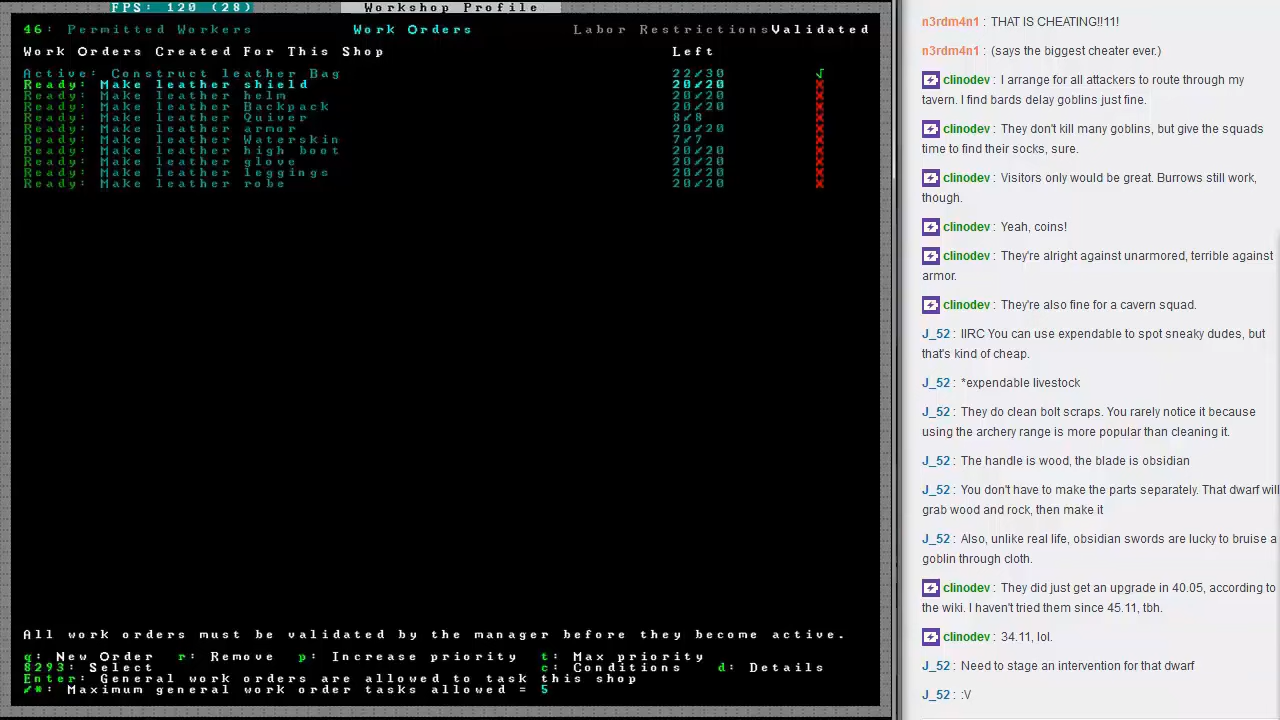 FPS: 120 (28)
Workshop Profile
46: Permitted Workers Work Orders Labor Restrictions Validated
Work Orders Created For This Shop Left
Active: Construct leather Bag 22/30 √
Ready: Make leather shield 20/20 X
Ready: Make leather helm 20/20 X
Ready: Make leather Backpack 20/20 X
Ready: Make leather Quiver 8/8 X
Ready: Make leather armor 20/20 X
Ready: Make leather Waterskin 7/7 X
Ready: Make leather high boot 20/20 X
Ready: Make leather glove 20/20 X
Ready: Make leather leggings 20/20 X
Ready: Make leather robe 20/20 X
All work orders must be validated by the manager before they become active.
q: New Order r: Remove p: Increase priority t: Max priority
8293: Select c: Conditions d: Details
Enter: General work orders are allowed to task this shop
/*: Maximum general work order tasks allowed = 5
n3rdm4n1 : THAT IS CHEATING!!11!
n3rdm4n1 : (says the biggest cheater ever.)
clinodev : I arrange for all attackers to route through my
tavern. I find bards delay goblins just fine.
clinodev : They don't kill many goblins, but give the squads
time to find their socks, sure.
clinodev : Visitors only would be great. Burrows still work,
though.
clinodev : Yeah, coins!
clinodev : They're alright against unarmored, terrible against
armor.
clinodev : They're also fine for a cavern squad.
J_52 : IIRC You can use expendable to spot sneaky dudes, but
that's kind of cheap.
J_52 : *expendable livestock
J_52 : They do clean bolt scraps. You rarely notice it because
using the archery range is more popular than cleaning it.
J_52 : The handle is wood, the blade is obsidian
J_52 : You don't have to make the parts separately. That dwarf will
grab wood and rock, then make it
J_52 : Also, unlike real life, obsidian swords are lucky to bruise a
goblin through cloth.
clinodev : They did just get an upgrade in 40.05, according to
the wiki. I haven't tried them since 45.11, tbh.
clinodev : 34.11, lol.
J_52 : Need to stage an intervention for that dwarf
J_52 : :V